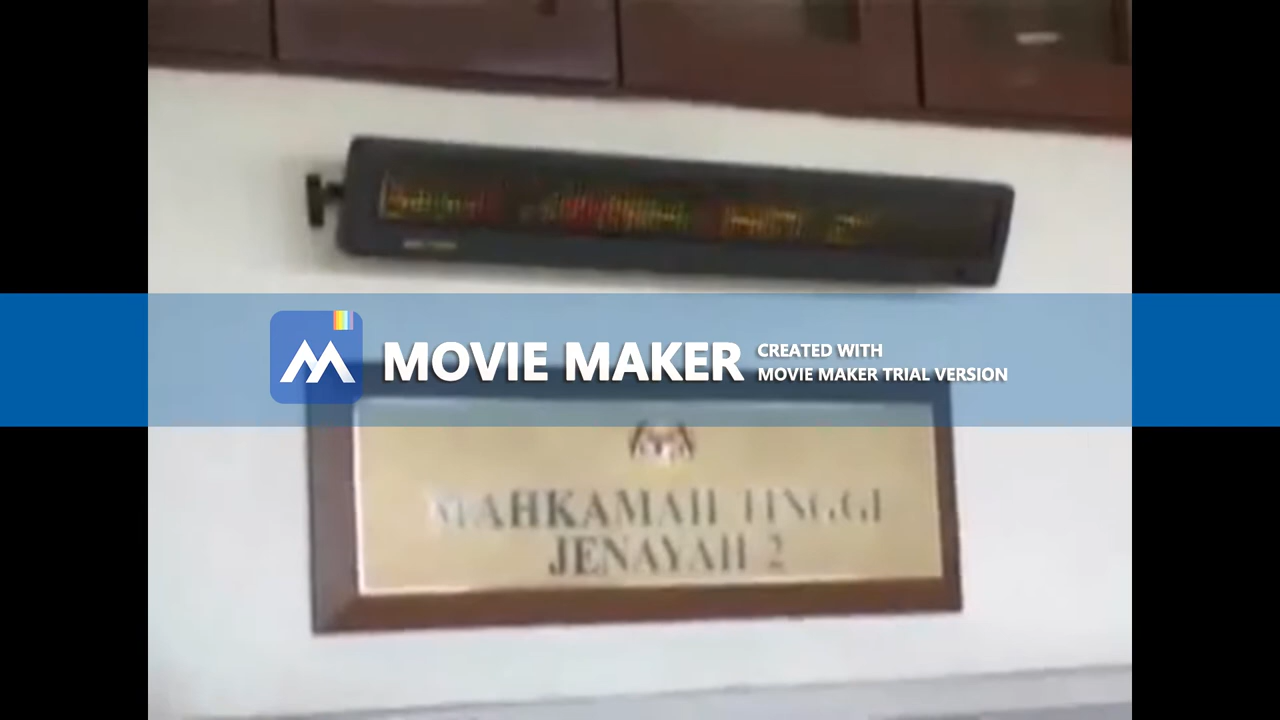 MOVIE MAKER
CREATED WITH
MOVIE MAKER TRIAL VERSION
MAHKAMAH TINGGI
JENAYAH 2